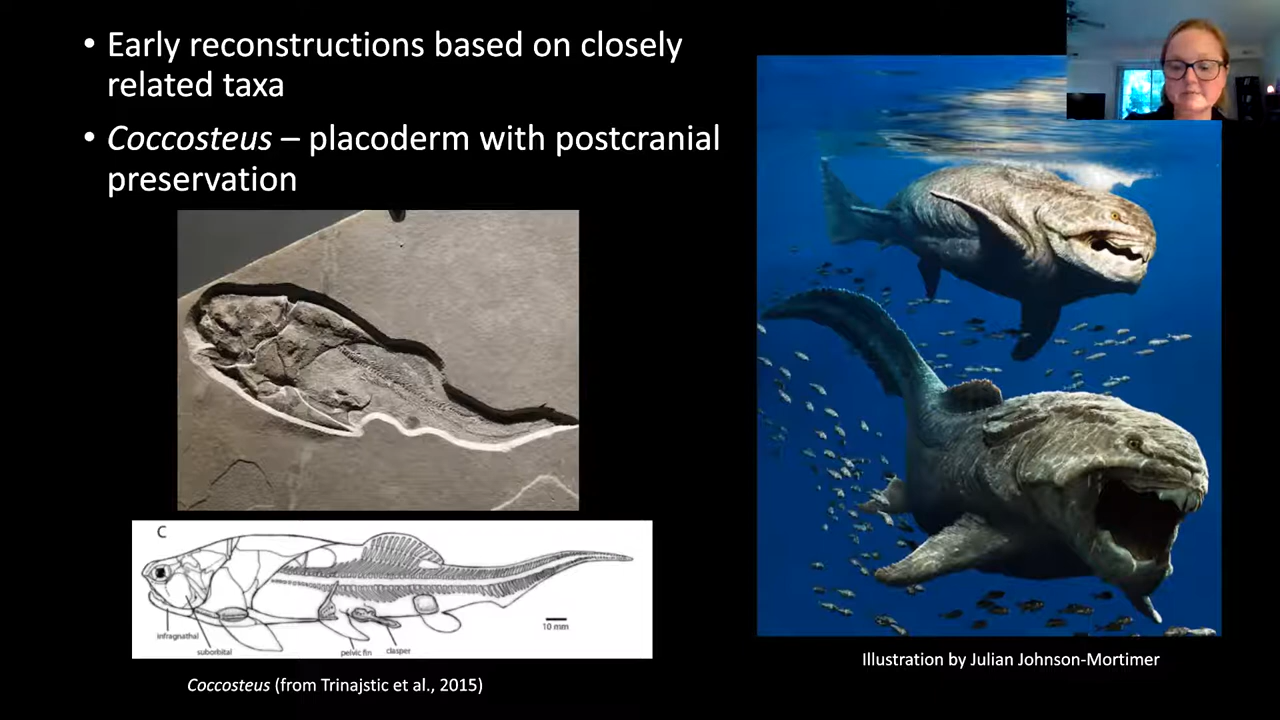 • Early reconstructions based on closely
related taxa
• Coccosteus – placoderm with postcranial
preservation
C
infragnathal
suborbital
pelvic fin
clasper
10 mm
Coccosteus (from Trinajstic et al., 2015)
Illustration by Julian Johnson-Mortimer